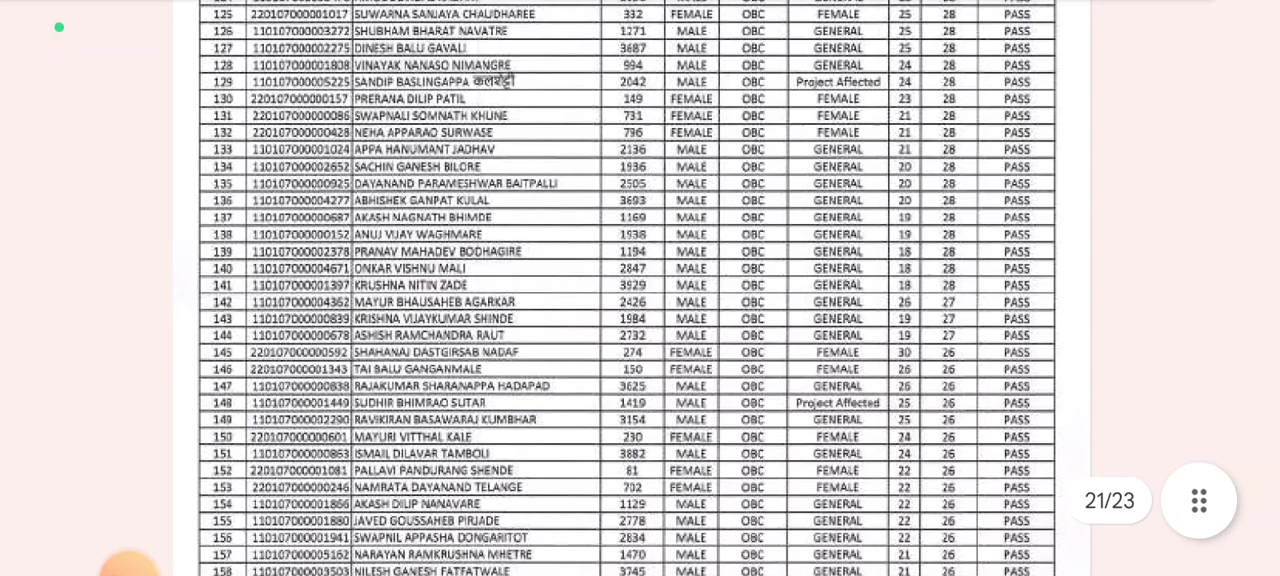 125 220107000001017 SUWARNA SANJAYA CHAUDHAREE 332 FEMALE OBC FEMALE 25 28 PASS
126 110107000003272 SHUBHAM BHARAT NAVATRE 1271 MALE OBC GENERAL 25 28 PASS
127 110107000002275 DINESH BALU GAVALI 3687 MALE OBC GENERAL 25 28 PASS
128 110107000001808 VINAYAK NANASO NIMANGRE 994 MALE OBC GENERAL 24 28 PASS
129 110107000005225 SANDIP BASLINGAPPA कलशेट्टी 2042 MALE OBC Project Affected 24 28 PASS
130 220107000000157 PRERANA DILIP PATIL 149 FEMALE OBC FEMALE 23 28 PASS
131 220107000000086 SWAPNALI SOMNATH KHUNE 731 FEMALE OBC FEMALE 21 28 PASS
132 220107000000428 NEHA APPARAO SURWASE 796 FEMALE OBC FEMALE 21 28 PASS
133 110107000001024 APPA HANUMANT JADHAV 2136 MALE OBC GENERAL 21 28 PASS
134 110107000002652 SACHIN GANESH BILORE 1936 MALE OBC GENERAL 20 28 PASS
135 110107000000925 DAYANAND PARAMESHWAR BAITPALLI 2505 MALE OBC GENERAL 20 28 PASS
136 110107000004277 ABHISHEK GANPAT KULAL 3693 MALE OBC GENERAL 20 28 PASS
137 110107000000687 AKASH NAGNATH BHIMDE 1169 MALE OBC GENERAL 19 28 PASS
138 110107000000152 ANUJ VIJAY WAGHMARE 1938 MALE OBC GENERAL 19 28 PASS
139 110107000002378 PRANAV MAHADEV BODHAGIRE 1194 MALE OBC GENERAL 18 28 PASS
140 110107000004671 ONKAR VISHNU MALI 2847 MALE OBC GENERAL 18 28 PASS
141 110107000001397 KRUSHNA NITIN ZADE 3929 MALE OBC GENERAL 18 28 PASS
142 110107000004362 MAYUR BHAUSAHEB AGARKAR 2426 MALE OBC GENERAL 26 27 PASS
143 110107000000839 KRISHNA VIJAYKUMAR SHINDE 1984 MALE OBC GENERAL 19 27 PASS
144 110107000000678 ASHISH RAMCHANDRA RAUT 2732 MALE OBC GENERAL 19 27 PASS
145 220107000000592 SHAHANAJ DASTGIRSAB NADAF 274 FEMALE OBC FEMALE 30 26 PASS
146 220107000001343 TAI BALU GANGANMALE 150 FEMALE OBC FEMALE 26 26 PASS
147 110107000000838 RAJAKUMAR SHARANAPPA HADAPAD 3625 MALE OBC GENERAL 26 26 PASS
148 110107000001449 SUDHIR BHIMRAO SUTAR 1419 MALE OBC Project Affected 25 26 PASS
149 110107000002290 RAVIKIRAN BASAWARAJ KUMBHAR 3154 MALE OBC GENERAL 25 26 PASS
150 220107000000601 MAYURI VITTHAL KALE 230 FEMALE OBC FEMALE 24 26 PASS
151 110107000000863 ISMAIL DILAVAR TAMBOLI 3882 MALE OBC GENERAL 24 26 PASS
152 220107000001081 PALLAVI PANDURANG SHENDE 81 FEMALE OBC FEMALE 22 26 PASS
153 220107000000246 NAMRATA DAYANAND TELANGE 702 FEMALE OBC FEMALE 22 26 PASS
154 110107000001866 AKASH DILIP NANAVARE 1129 MALE OBC GENERAL 22 26 PASS
155 110107000001880 JAVED GOUSSAHEB PIRJADE 2778 MALE OBC GENERAL 22 26 PASS
156 110107000001941 SWAPNIL APPASHA DONGARITOT 2834 MALE OBC GENERAL 22 26 PASS
157 110107000005162 NARAYAN RAMKRUSHNA MHETRE 1470 MALE OBC GENERAL 21 26 PASS
158 110107000003503 NILESH GANESH FATFATWALE 3745 MALE OBC GENERAL 21 26 PASS
21/23